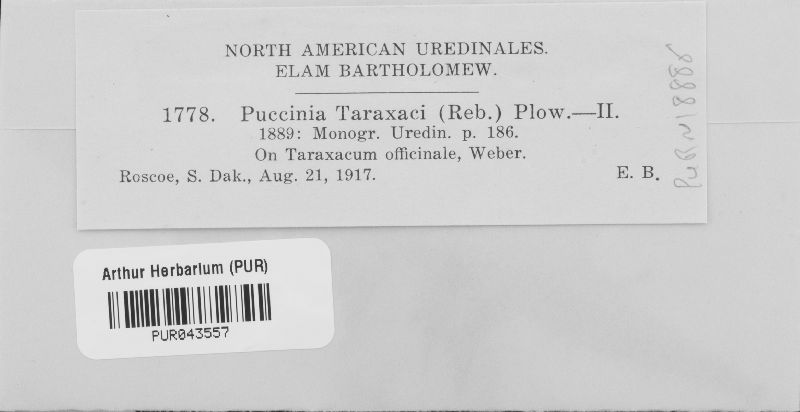 NORTH AMERICAN UREDINALES.
ELAM BARTHOLOMEW.
1778. Puccinia Taraxaci (Reb.) Plow.—II.
1889: Monogr. Uredin. p. 186.
On Taraxacum officinale, Weber.
Roscoe, S. Dak., Aug. 21, 1917. E. B.
PUR N18888
Arthur Herbarium (PUR)
PUR043557